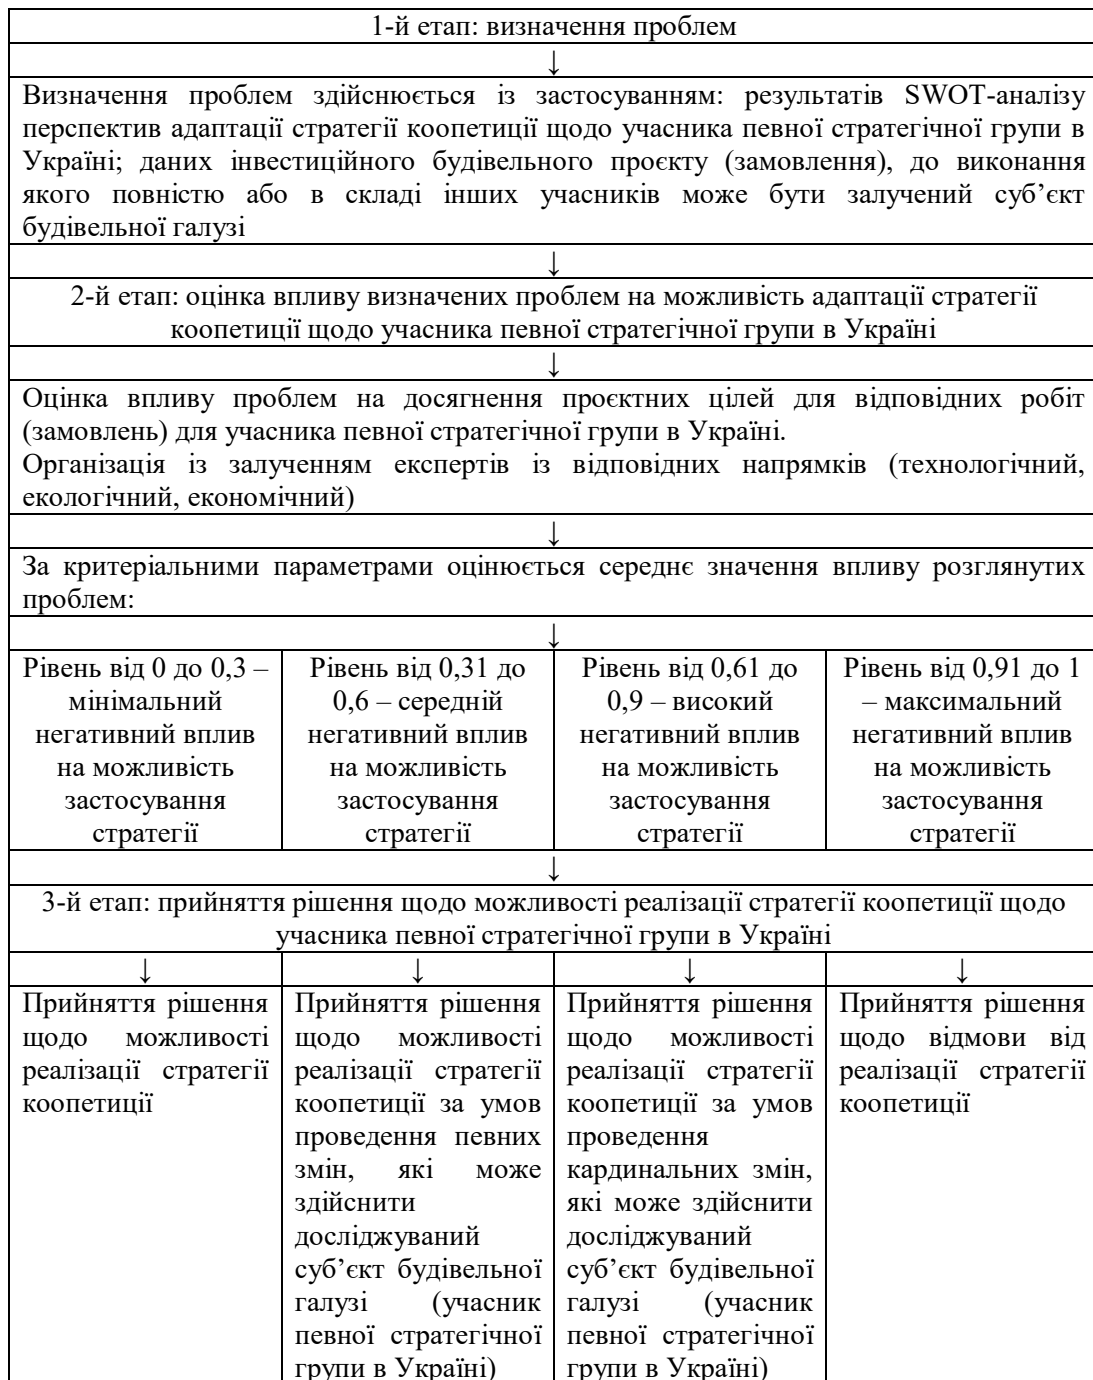 1-й етап: визначення проблем
↓
Визначення проблем здійснюється із застосуванням: результатів SWOT-аналізу
перспектив адаптації стратегії коопетиції щодо учасника певної стратегічної групи в
Україні; даних інвестиційного будівельного проєкту (замовлення), до виконання
якого повністю або в складі інших учасників може бути залучений суб’єкт
будівельної галузі
↓
2-й етап: оцінка впливу визначених проблем на можливість адаптації стратегії
коопетиції щодо учасника певної стратегічної групи в Україні
↓
Оцінка впливу проблем на досягнення проєктних цілей для відповідних робіт
(замовлень) для учасника певної стратегічної групи в Україні.
Організація із залученням експертів із відповідних напрямків (технологічний,
екологічний, економічний)
↓
За критеріальними параметрами оцінюється середнє значення впливу розглянутих
проблем:
↓
Рівень від 0 до 0,3 –
мінімальний
негативний вплив
на можливість
застосування
стратегії
Рівень від 0,31 до
0,6 – середній
негативний вплив
на можливість
застосування
стратегії
Рівень від 0,61 до
0,9 – високий
негативний вплив
на можливість
застосування
стратегії
Рівень від 0,91 до 1
– максимальний
негативний вплив
на можливість
застосування
стратегії
↓
3-й етап: прийняття рішення щодо можливості реалізації стратегії коопетиції щодо
учасника певної стратегічної групи в Україні
↓ ↓ ↓ ↓
Прийняття рішення
щодо можливості
реалізації стратегії
коопетиції
Прийняття рішення
щодо можливості
реалізації стратегії
коопетиції за умов
проведення певних
змін, які може
здійснити
досліджуваний
суб’єкт будівельної
галузі (учасник
певної стратегічної
групи в Україні)
Прийняття рішення
щодо можливості
реалізації стратегії
коопетиції за умов
проведення
кардинальних змін,
які може здійснити
досліджуваний
суб’єкт будівельної
галузі (учасник
певної стратегічної
групи в Україні)
Прийняття рішення
щодо відмови від
реалізації стратегії
коопетиції